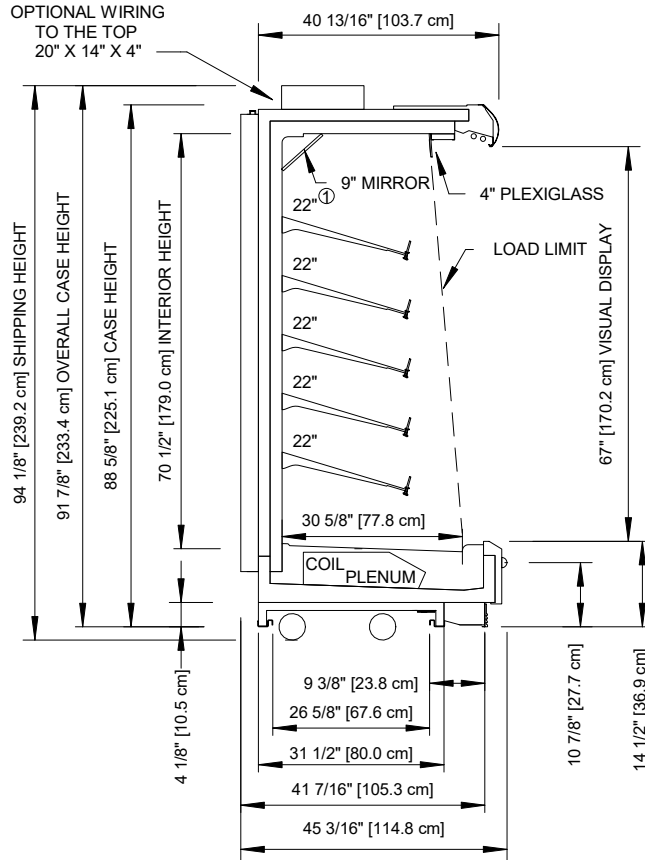 OPTIONAL WIRING
TO THE TOP
20" X 14" X 4"
40 13/16" [103.7 cm]
9" MIRROR
①
4" PLEXIGLASS
LOAD LIMIT
22"
22"
22"
22"
22"
94 1/8" [239.2 cm] SHIPPING HEIGHT
91 7/8" [233.4 cm] OVERALL CASE HEIGHT
88 5/8" [225.1 cm] CASE HEIGHT
70 1/2" [179.0 cm] INTERIOR HEIGHT
67" [170.2 cm] VISUAL DISPLAY
30 5/8" [77.8 cm]
COIL
PLENUM
4 1/8" [10.5 cm]
9 3/8" [23.8 cm]
26 5/8" [67.6 cm]
31 1/2" [80.0 cm]
41 7/16" [105.3 cm]
45 3/16" [114.8 cm]
10 7/8" [27.7 cm]
14 1/2" [36.9 cm]